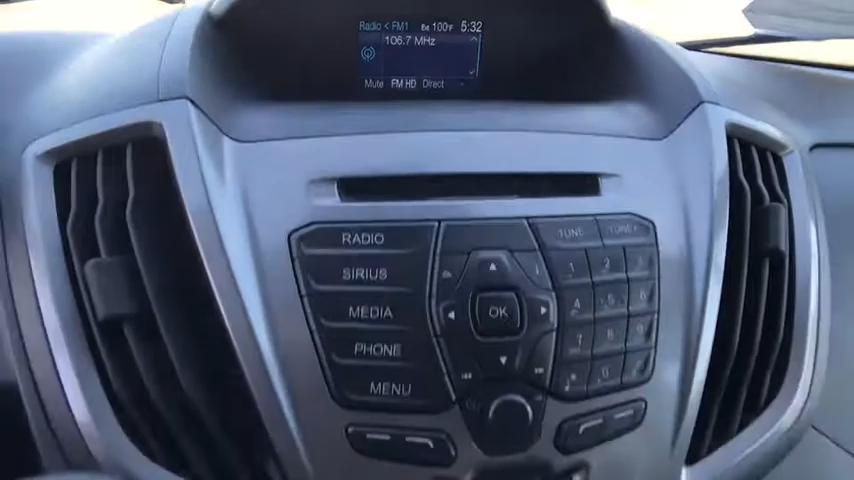 Radio < FM1 Ext 100°F 5:32
106.7 MHz
Mute FM HD Direct
RADIO
SIRIUS
MEDIA
PHONE
MENU
OK
TUNE- TUNE+
1 2 3
4 5 6
7 8 9
* 0 #